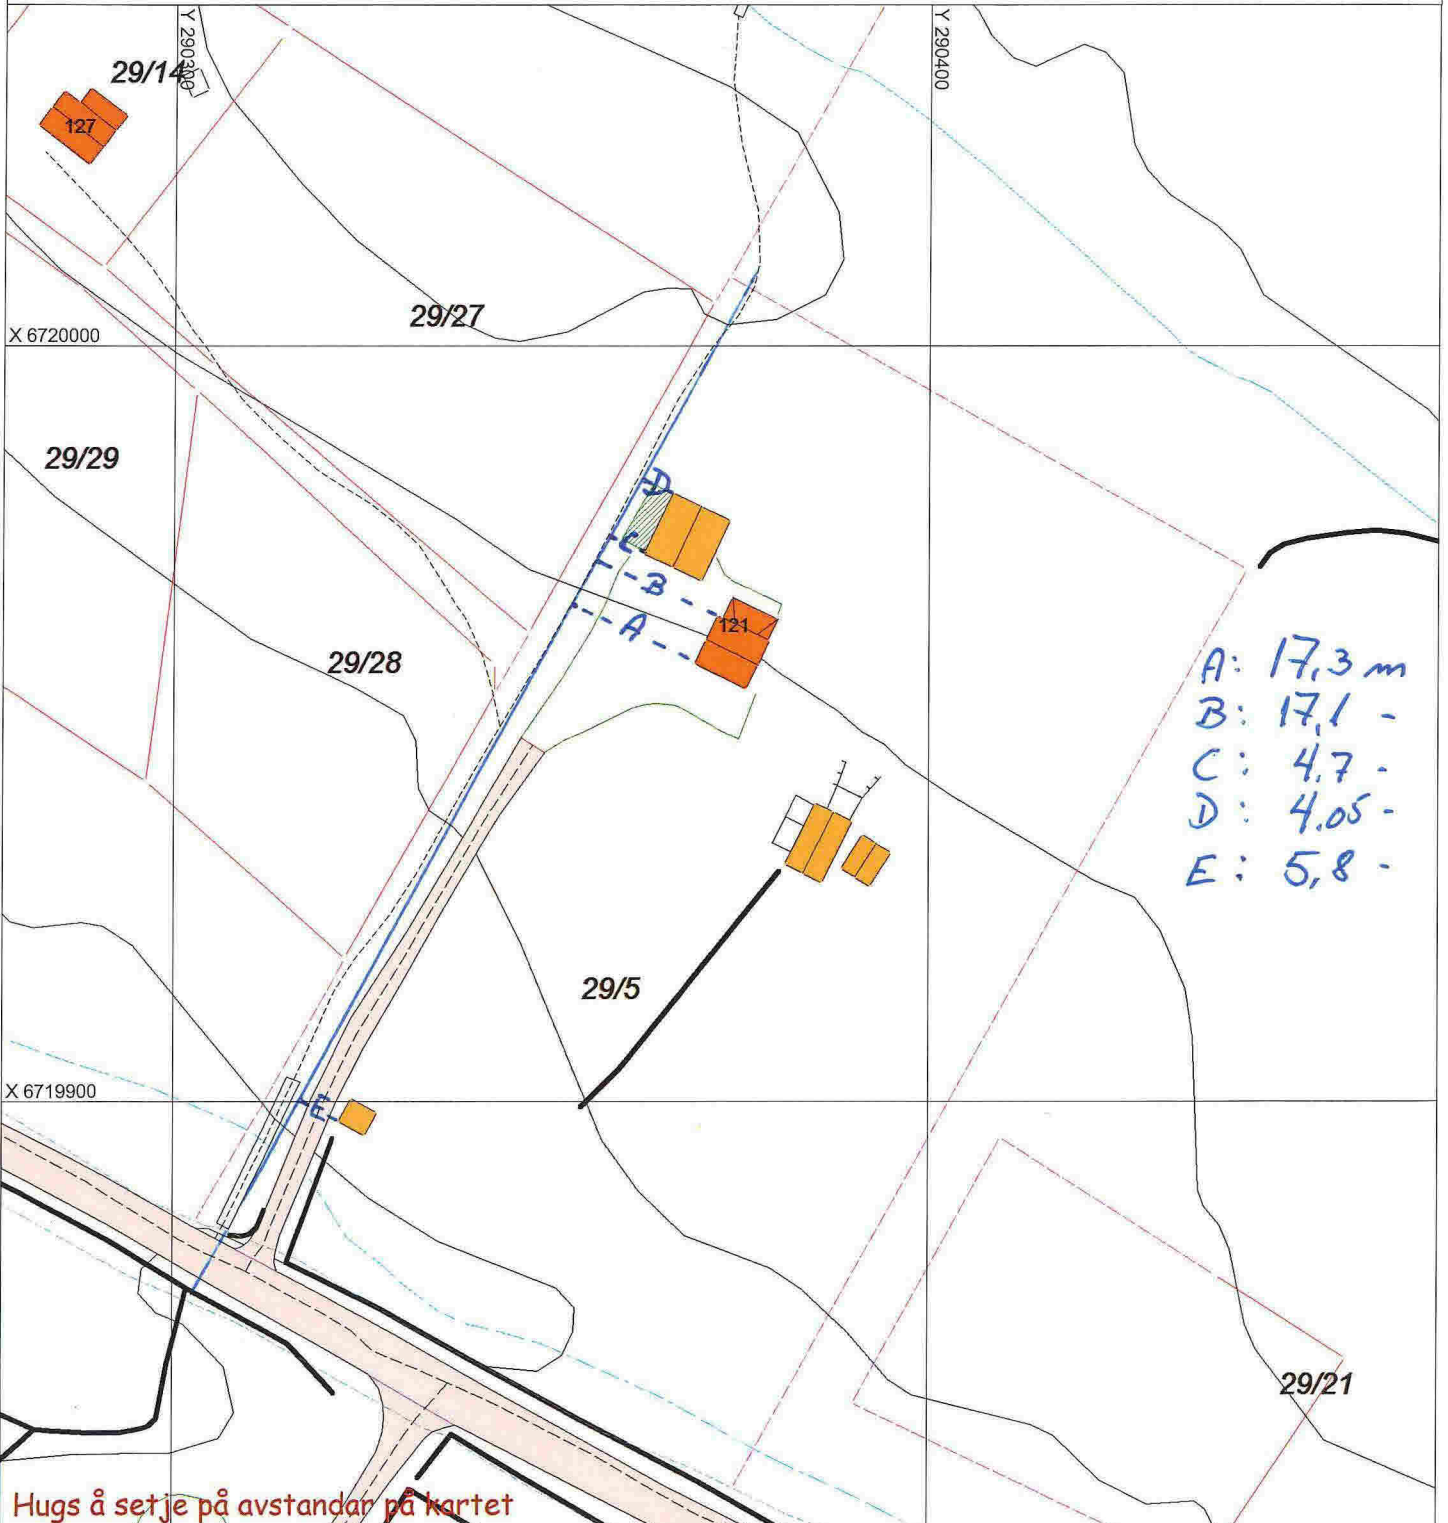 Y 290300
Y 290400
29/14
127
29/27
X 6720000
29/29
D
C
B
121
A
29/28
A: 17,3 m
B: 17,1 -
C: 4,7 -
D: 4.05 -
E: 5,8 -
29/5
X 6719900
E
29/21
Hugs å setje på avstandar på kartet